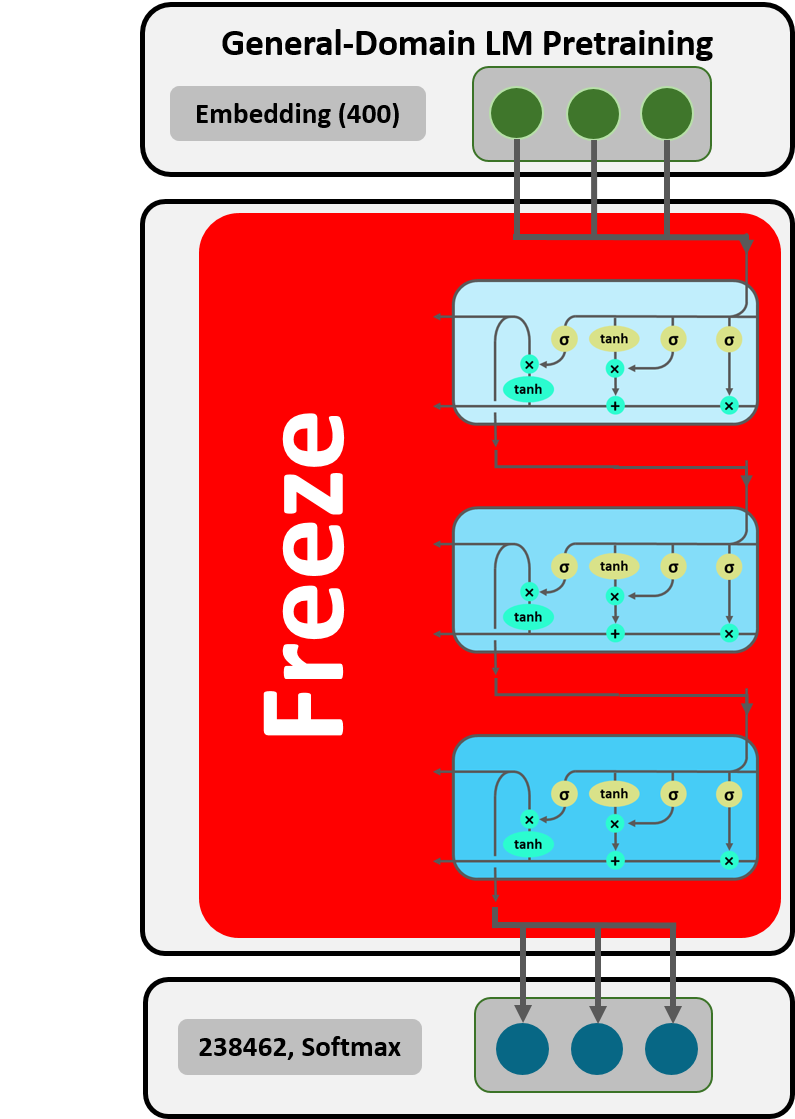 General-Domain LM Pretraining
Embedding (400)
Freeze
σ tanh σ σ
×
×
tanh
+ ×
σ tanh σ σ
×
×
tanh
+ ×
σ tanh σ σ
×
×
tanh
+ ×
238462, Softmax